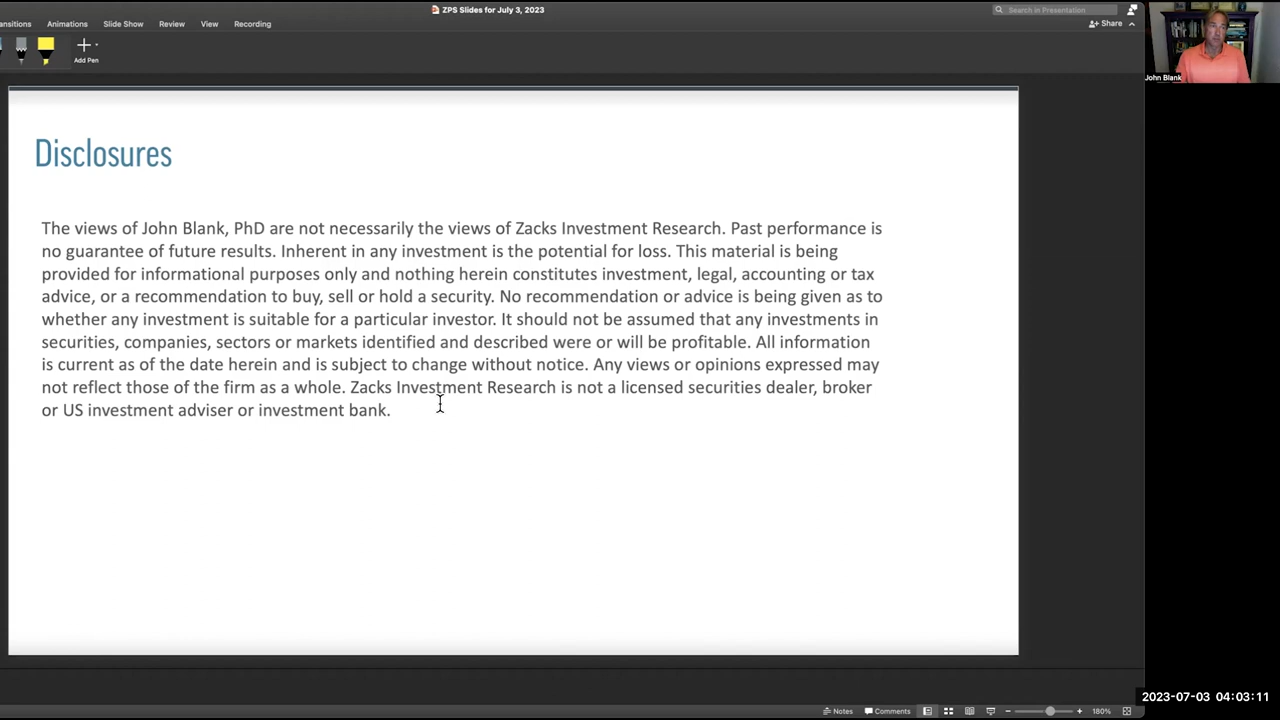 ZPS Slides for July 3, 2023
Search in Presentation
ansitions Animations Slide Show Review View Recording
Share
Add Pen
John Blank
Disclosures
The views of John Blank, PhD are not necessarily the views of Zacks Investment Research. Past performance is
no guarantee of future results. Inherent in any investment is the potential for loss. This material is being
provided for informational purposes only and nothing herein constitutes investment, legal, accounting or tax
advice, or a recommendation to buy, sell or hold a security. No recommendation or advice is being given as to
whether any investment is suitable for a particular investor. It should not be assumed that any investments in
securities, companies, sectors or markets identified and described were or will be profitable. All information
is current as of the date herein and is subject to change without notice. Any views or opinions expressed may
not reflect those of the firm as a whole. Zacks Investment Research is not a licensed securities dealer, broker
or US investment adviser or investment bank.
2023-07-03 04:03:11
Notes Comments 180%